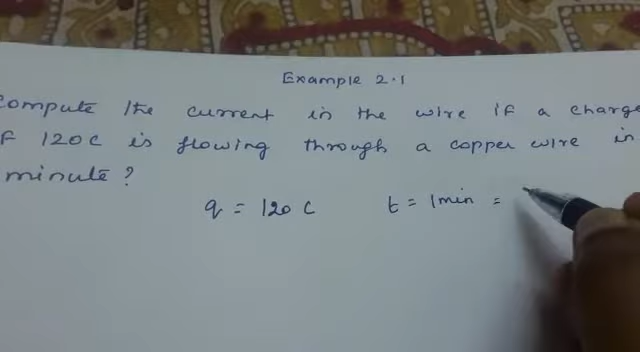 Example 2.1
compute the current in the wire if a charge
f 120C is flowing through a copper wire in
minute?
q = 120 C t = 1min =